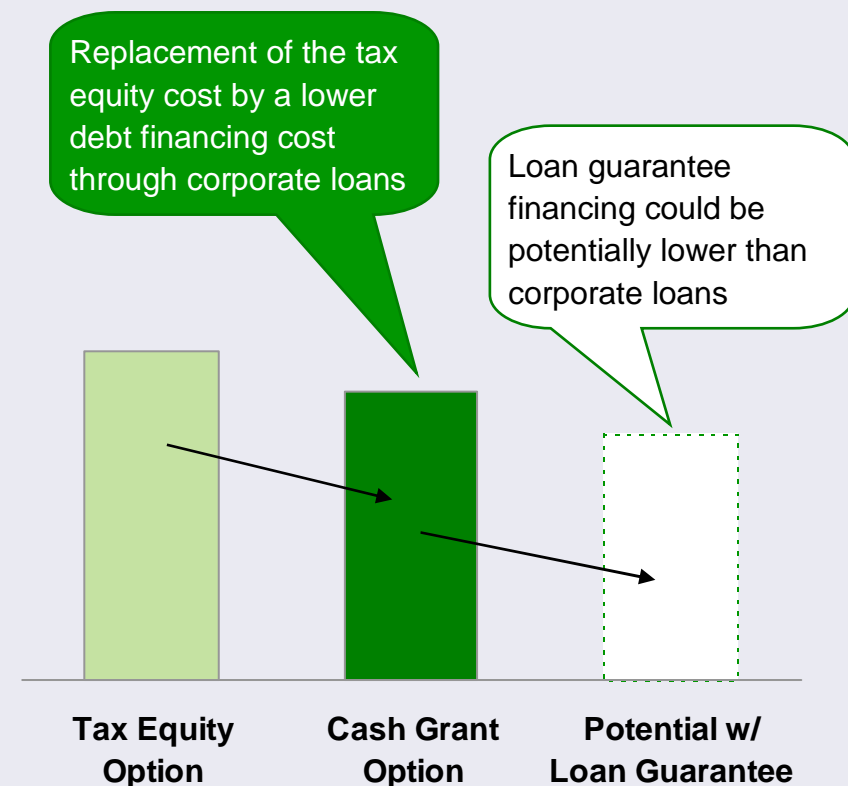 Replacement of the tax
equity cost by a lower
debt financing cost
through corporate loans
Loan guarantee
financing could be
potentially lower than
corporate loans
Tax Equity
Option
Cash Grant
Option
Potential w/
Loan Guarantee